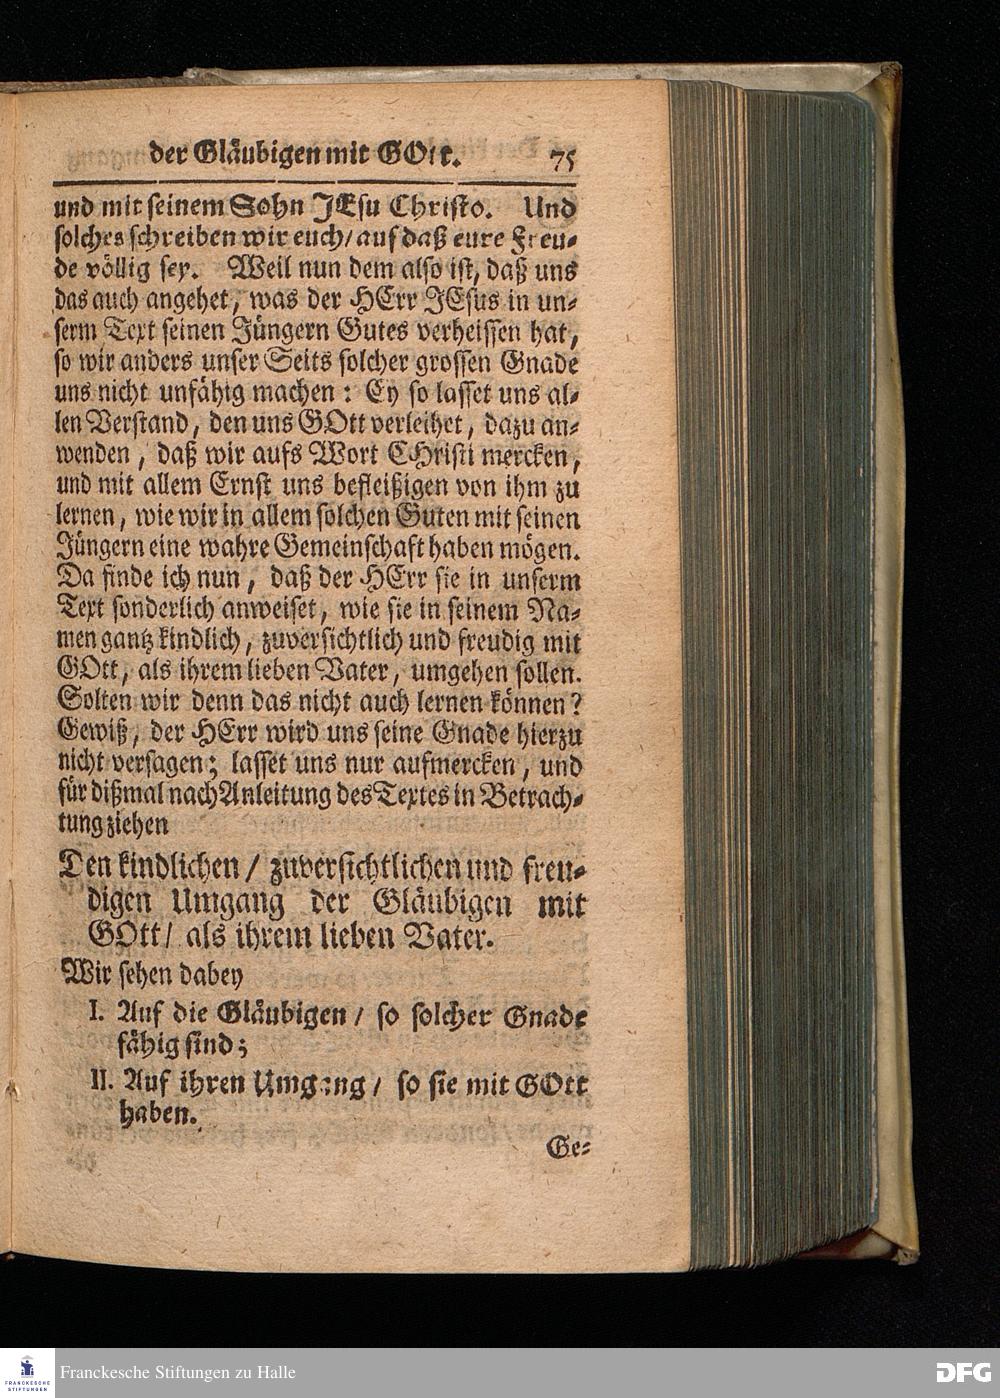 der Gläubigen mit GOtt. 75
und mit seinem Sohn JEsu Christo. Und
solches schreiben wir euch/ auf daß eure Freu-
de völlig sey. Weil nun dem also ist, daß uns
das auch angehet, was der HErr JEsus in un-
serm Text seinen Jüngern Gutes verheissen hat,
so wir anders unser Seits solcher grossen Gnade
uns nicht unfähig machen: Ey so lasset uns al-
len Verstand, den uns GOtt verleihet, dazu an-
wenden, daß wir aufs Wort CHristi mercken,
und mit allem Ernst uns befleißigen von ihm zu
lernen, wie wir in allem solchen Guten mit seinen
Jüngern eine wahre Gemeinschaft haben mögen.
Da finde ich nun, daß der HErr sie in unserm
Text sonderlich anweiset, wie sie in seinem Na-
men gantz kindlich, zuversichtlich und freudig mit
GOtt, als ihrem lieben Vater, umgehen sollen.
Solten wir denn das nicht auch lernen können?
Gewiß, der HErr wird uns seine Gnade hierzu
nicht versagen; lasset uns nur aufmercken, und
für dißmal nach Anleitung des Textes in Betrach-
tung ziehen
Den kindlichen/ zuversichtlichen und freu-
digen Umgang der Gläubigen mit
GOtt/ als ihrem lieben Vater.
Wir sehen dabey
I. Auf die Gläubigen/ so solcher Gnade
fähig sind;
II. Auf ihren Umgang/ so sie mit GOtt
haben.
Ge-
FRANCKESCHE
STIFTUNGEN
Franckesche Stiftungen zu Halle
DFG